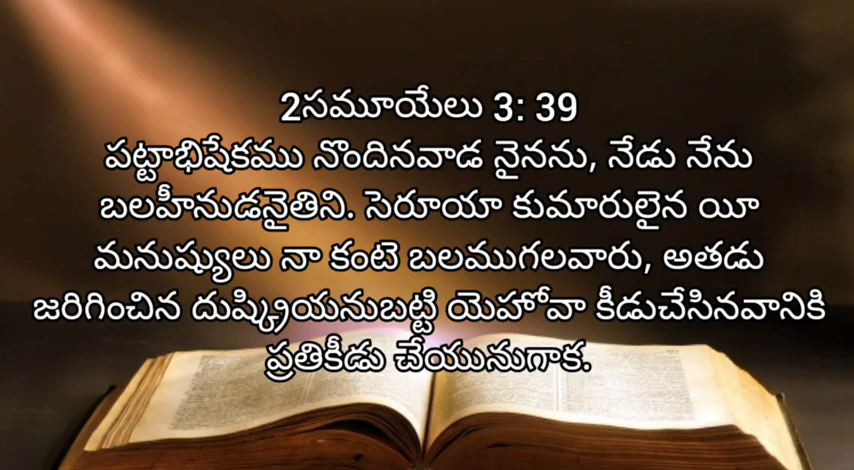 2సమూయేలు 3: 39
పట్టాభిషేకము నొందినవాడ నైనను, నేడు నేను
బలహీనుడనైతిని. సెరూయా కుమారులైన యీ
మనుష్యులు నా కంటె బలముగలవారు, అతడు
జరిగించిన దుష్క్రియనుబట్టి యెహోవా కీడుచేసినవానికి
ప్రతికీడు చేయునుగాక.